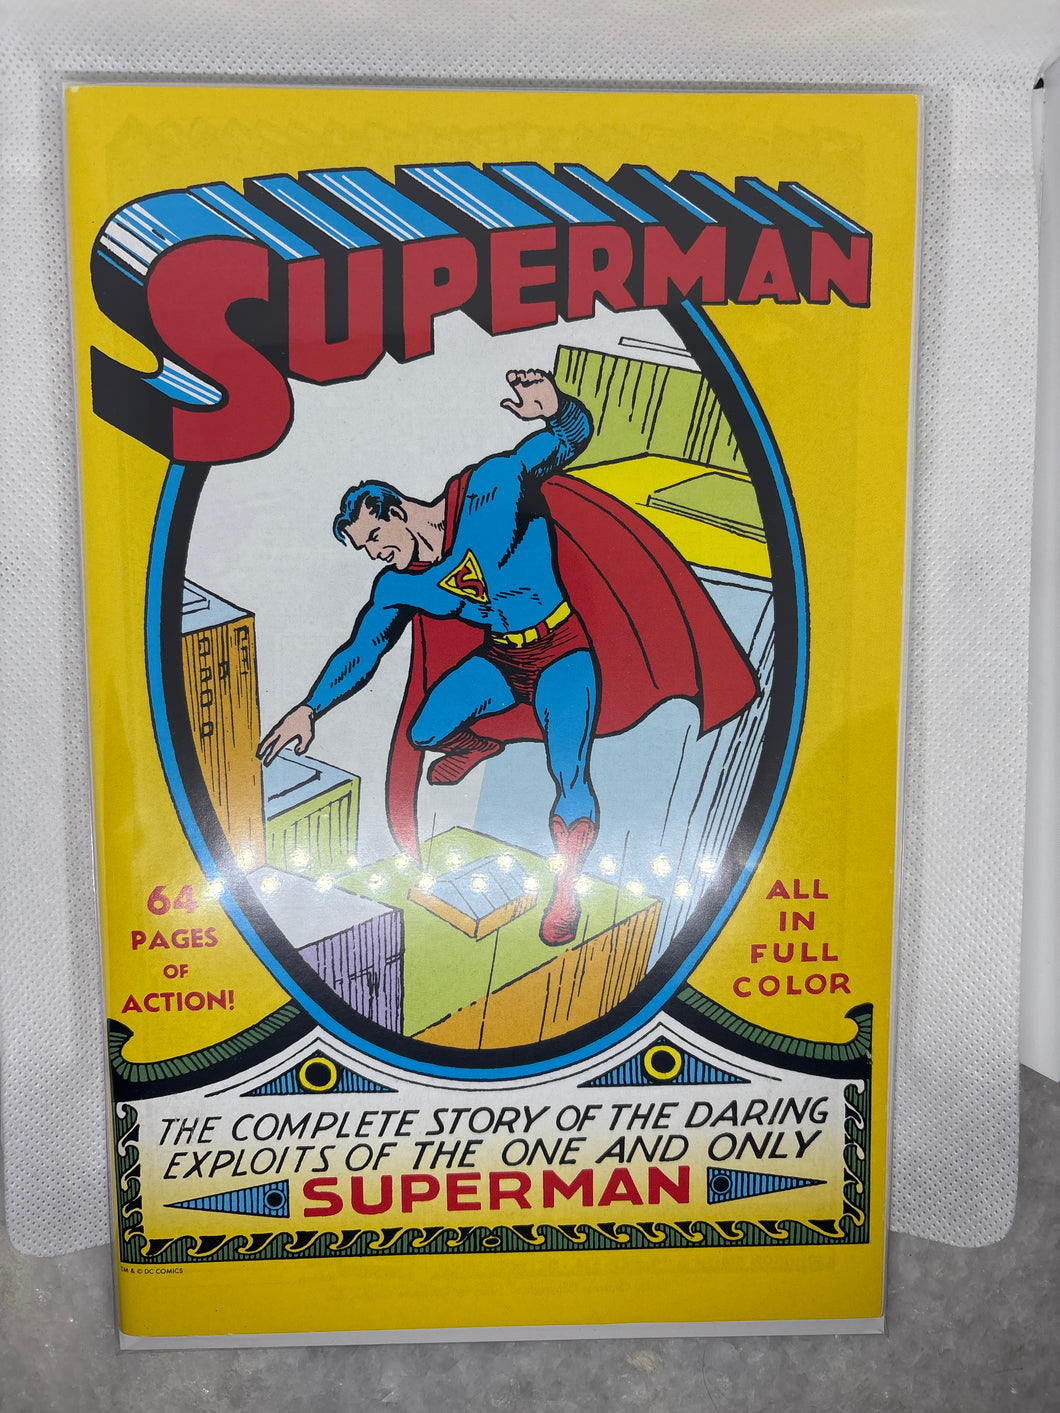 SUPERMAN
S
64
PAGES
OF
ACTION!
ALL
IN
FULL
COLOR
THE COMPLETE STORY OF THE DARING
EXPLOITS OF THE ONE AND ONLY
SUPERMAN
TM & © DC COMICS